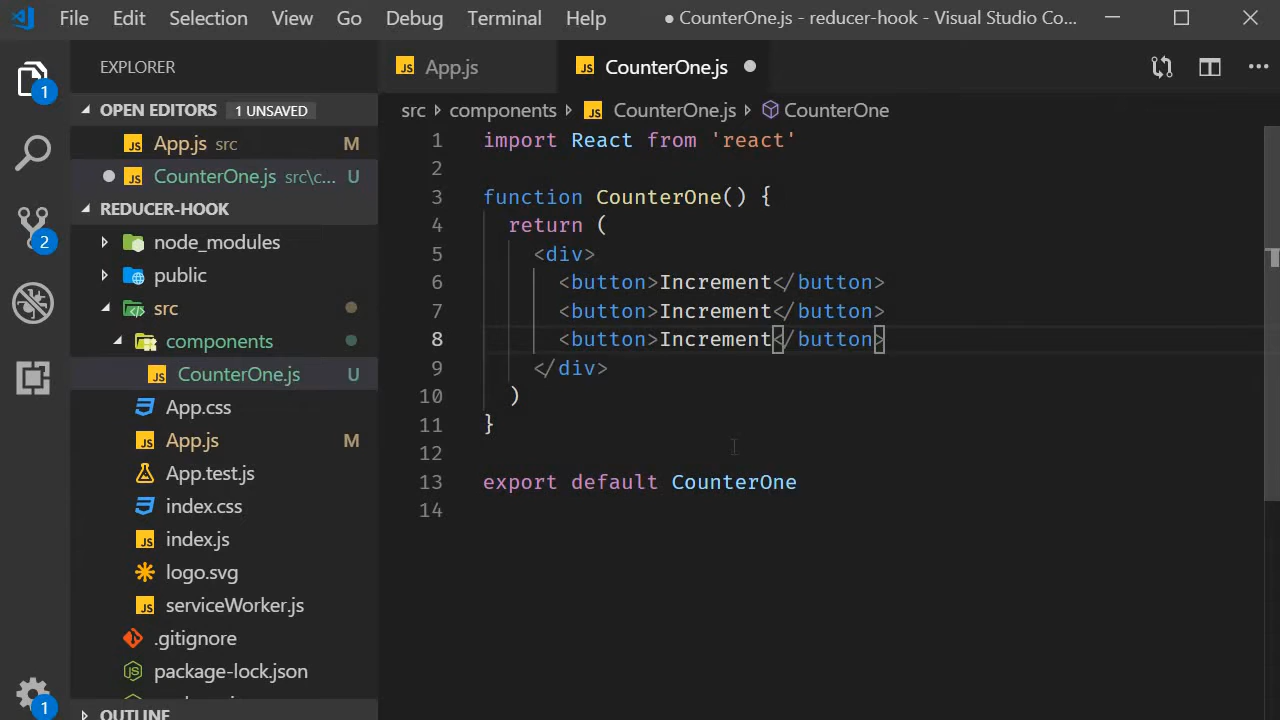 File Edit Selection View Go Debug Terminal Help ● CounterOne.js - reducer-hook - Visual Studio Co...
EXPLORER
App.js
CounterOne.js
1
OPEN EDITORS 1 UNSAVED
App.js src M
CounterOne.js src\c... U
REDUCER-HOOK
node_modules
public
src
components
CounterOne.js U
App.css
App.js M
App.test.js
index.css
index.js
logo.svg
serviceWorker.js
.gitignore
package-lock.json
OUTLINE
2
1
src components CounterOne.js CounterOne
1 import React from 'react'
2
3 function CounterOne() {
4 return (
5 <div>
6 <button>Increment</button>
7 <button>Increment</button>
8 <button>Increment</button>
9 </div>
10 )
11 }
12
13 export default CounterOne
14